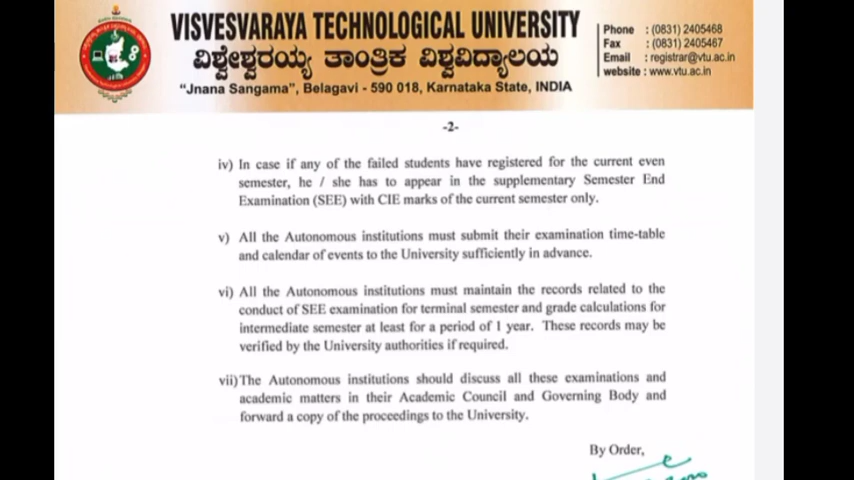 VISVESVARAYA TECHNOLOGICAL UNIVERSITY
ವಿಶ್ವೇಶ್ವರಯ್ಯ ತಾಂತ್ರಿಕ ವಿಶ್ವವಿದ್ಯಾಲಯ
“Jnana Sangama”, Belagavi - 590 018, Karnataka State, INDIA
Phone : (0831) 2405468
Fax : (0831) 2405467
Email : registrar@vtu.ac.in
website : www.vtu.ac.in
-2-
iv) In case if any of the failed students have registered for the current even
semester, he / she has to appear in the supplementary Semester End
Examination (SEE) with CIE marks of the current semester only.
v) All the Autonomous institutions must submit their examination time-table
and calendar of events to the University sufficiently in advance.
vi) All the Autonomous institutions must maintain the records related to the
conduct of SEE examination for terminal semester and grade calculations for
intermediate semester at least for a period of 1 year. These records may be
verified by the University authorities if required.
vii)The Autonomous institutions should discuss all these examinations and
academic matters in their Academic Council and Governing Body and
forward a copy of the proceedings to the University.
By Order,